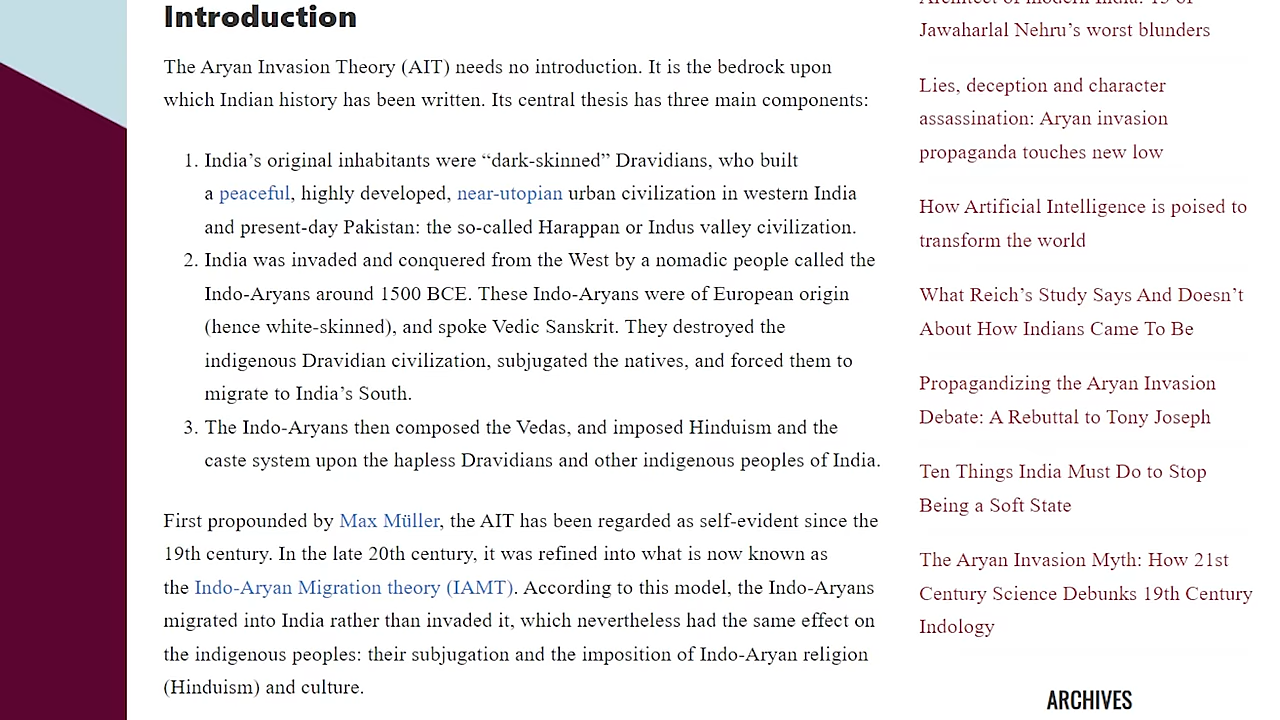 Introduction
The Aryan Invasion Theory (AIT) needs no introduction. It is the bedrock upon
which Indian history has been written. Its central thesis has three main components:
1. India’s original inhabitants were “dark-skinned” Dravidians, who built
a peaceful, highly developed, near-utopian urban civilization in western India
and present-day Pakistan: the so-called Harappan or Indus valley civilization.
2. India was invaded and conquered from the West by a nomadic people called the
Indo-Aryans around 1500 BCE. These Indo-Aryans were of European origin
(hence white-skinned), and spoke Vedic Sanskrit. They destroyed the
indigenous Dravidian civilization, subjugated the natives, and forced them to
migrate to India’s South.
3. The Indo-Aryans then composed the Vedas, and imposed Hinduism and the
caste system upon the hapless Dravidians and other indigenous peoples of India.
First propounded by Max Müller, the AIT has been regarded as self-evident since the
19th century. In the late 20th century, it was refined into what is now known as
the Indo-Aryan Migration theory (IAMT). According to this model, the Indo-Aryans
migrated into India rather than invaded it, which nevertheless had the same effect on
the indigenous peoples: their subjugation and the imposition of Indo-Aryan religion
(Hinduism) and culture.
Architect of modern India: 15 of
Jawaharlal Nehru’s worst blunders
Lies, deception and character
assassination: Aryan invasion
propaganda touches new low
How Artificial Intelligence is poised to
transform the world
What Reich’s Study Says And Doesn’t
About How Indians Came To Be
Propagandizing the Aryan Invasion
Debate: A Rebuttal to Tony Joseph
Ten Things India Must Do to Stop
Being a Soft State
The Aryan Invasion Myth: How 21st
Century Science Debunks 19th Century
Indology
ARCHIVES